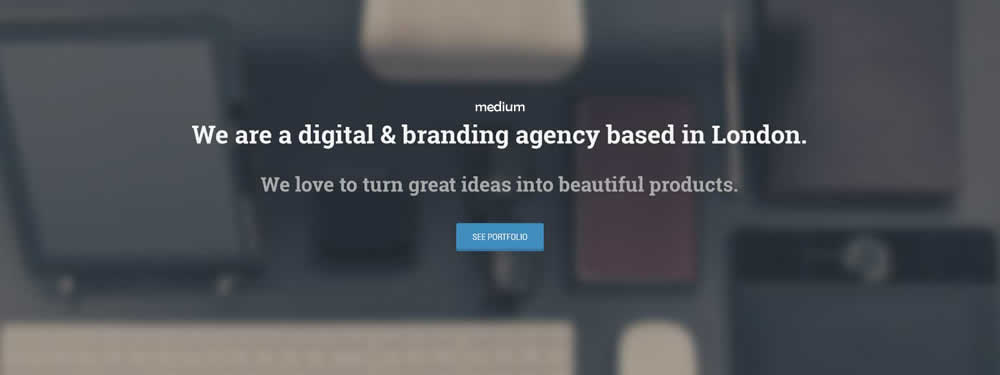 medium
We are a digital & branding agency based in London.
We love to turn great ideas into beautiful products.
SEE PORTFOLIO